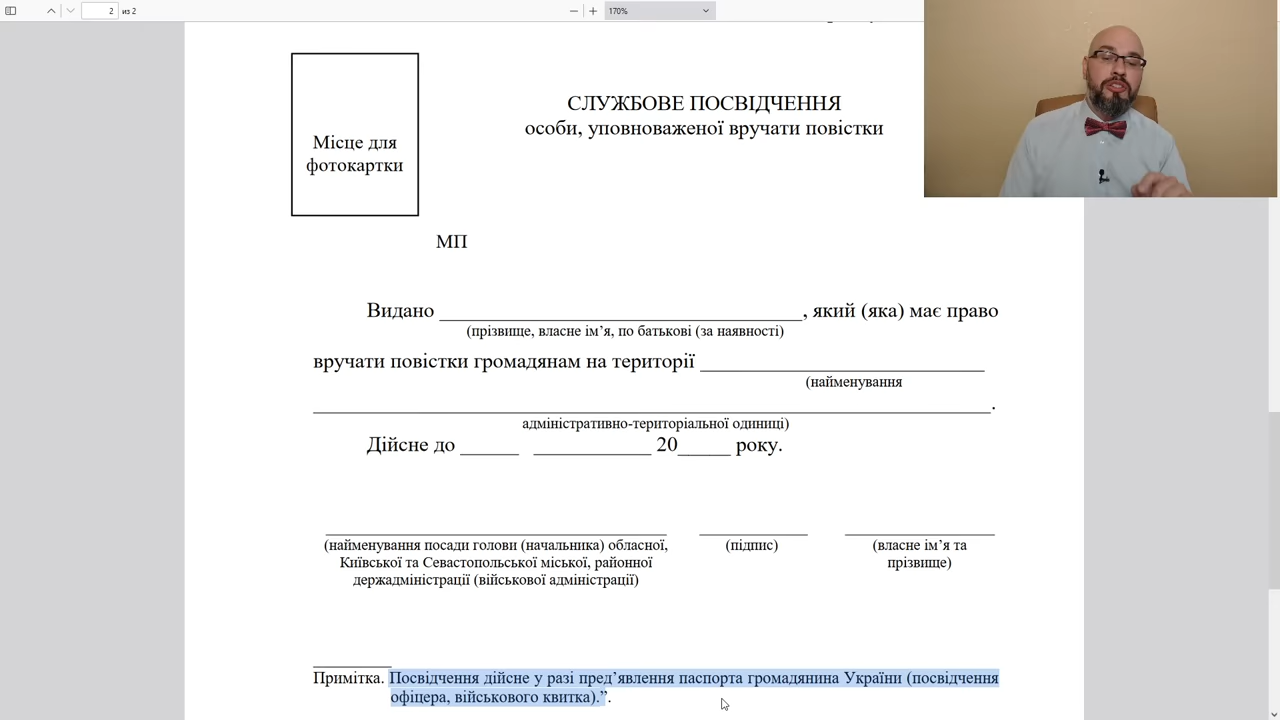 2
из 2
170%
Місце для
фотокартки
СЛУЖБОВЕ ПОСВІДЧЕННЯ
особи, уповноваженої вручати повістки
МП
Видано ________________, який (яка) має право
(прізвище, власне ім’я, по батькові (за наявності)
вручати повістки громадянам на території ________________
(найменування
________________.
адміністративно-територіальної одиниці)
Дійсне до ______ ____________ 20_____ року.
(найменування посади голови (начальника) обласної,
Київської та Севастопольської міської, районної
держадміністрації (військової адміністрації)
(підпис)
(власне ім’я та
прізвище)
Примітка. Посвідчення дійсне у разі пред’явлення паспорта громадянина України (посвідчення
офіцера, військового квитка).”.